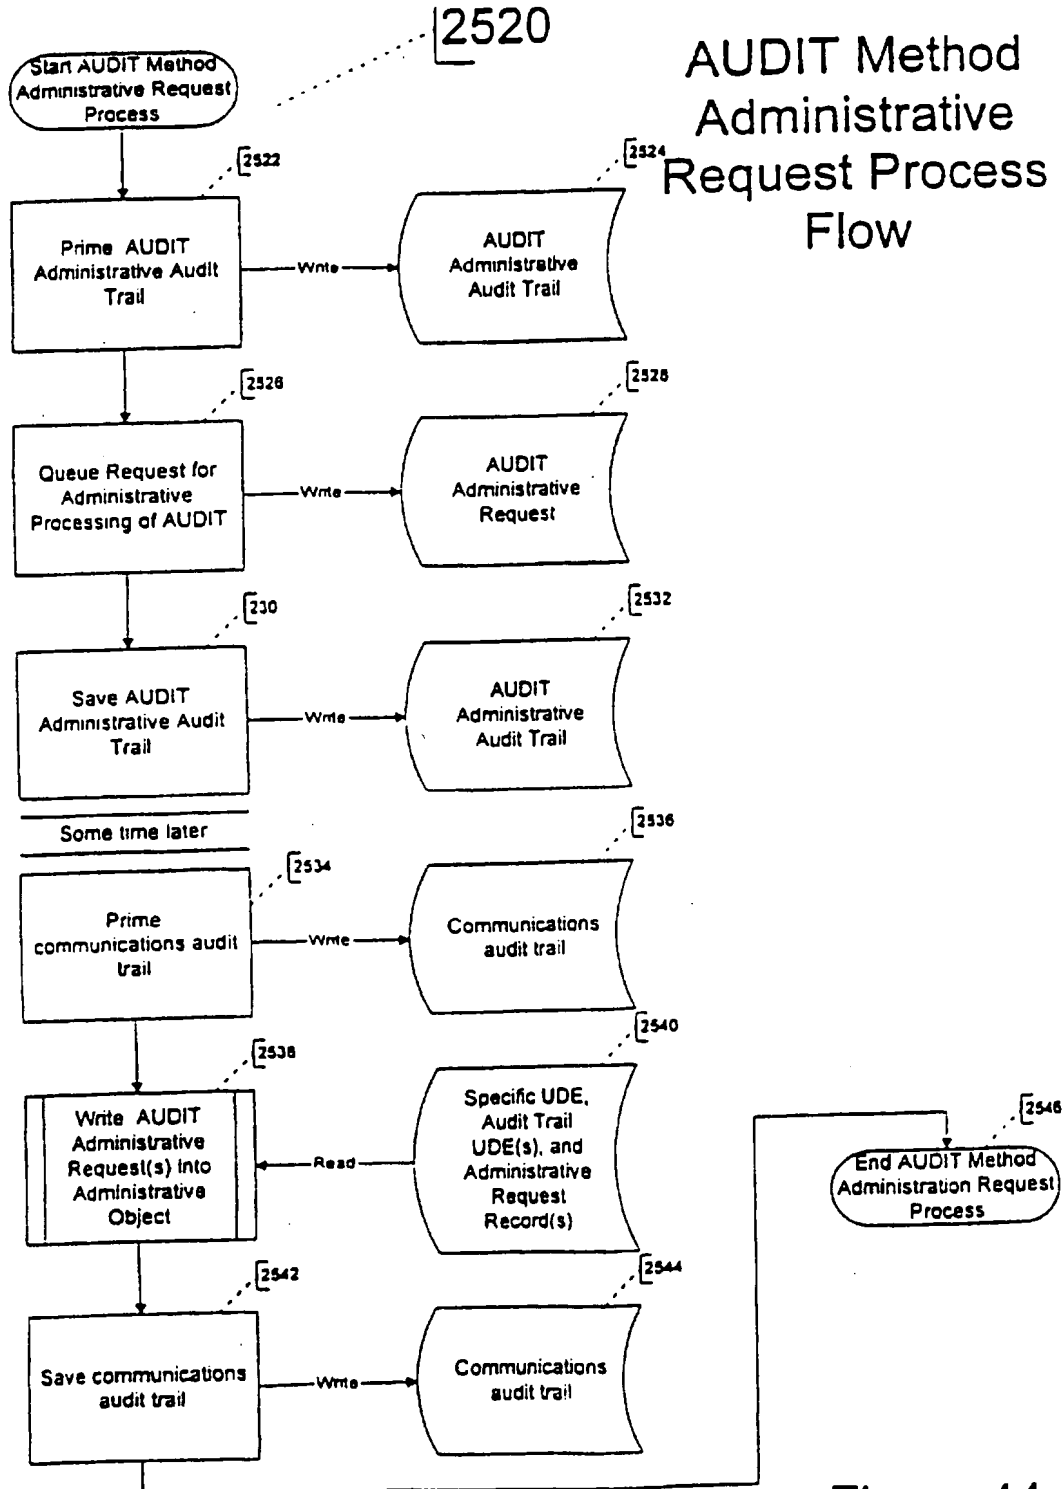 2520
AUDIT Method
Administrative
Request Process
Flow
Start AUDIT Method
Administrative Request
Process
2522
Prime AUDIT
Administrative Audit
Trail
Write
2524
AUDIT
Administrative
Audit Trail
2526
Queue Request for
Administrative
Processing of AUDIT
Write
2528
AUDIT
Administrative
Request
230
Save AUDIT
Administrative Audit
Trail
Write
2532
AUDIT
Administrative
Audit Trail
Some time later
2534
Prime
communications audit
trail
Write
2536
Communications
audit trail
2538
Write AUDIT
Administrative
Request(s) into
Administrative
Object
Read
2540
Specific UDE,
Audit Trail
UDE(s), and
Administrative
Request
Record(s)
2542
Save communications
audit trail
Write
2544
Communications
audit trail
2546
End AUDIT Method
Administration Request
Process